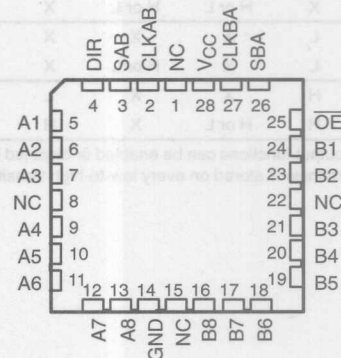 DIR SAB CLKAB NC VCC CLKBA SBA
4 3 2 1 28 27 26
A1 5 25 OE
A2 6 24 B1
A3 7 23 B2
NC 8 22 NC
A4 9 21 B3
A5 10 20 B4
A6 11 19 B5
12 13 14 15 16 17 18
A7 A8 GND NC B8 B7 B6